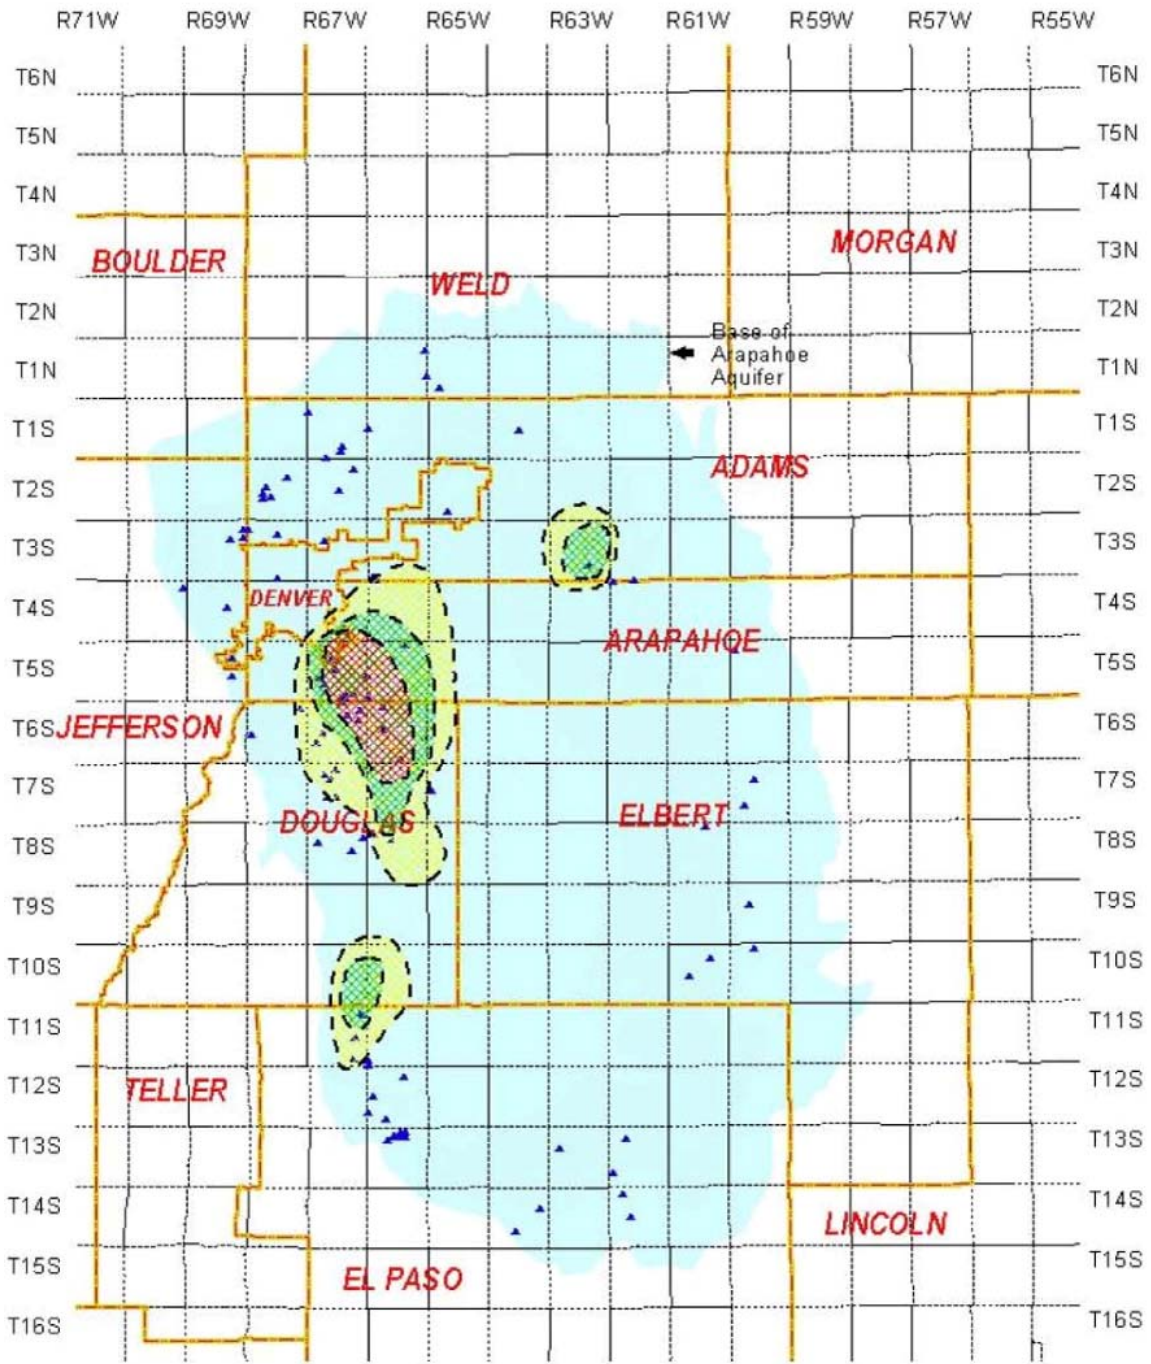 R71W R69W R67W R65W R63W R61W R59W R57W R55W
T6N T6N
T5N T5N
T4N T4N
T3N BOULDER MORGAN T3N
WELD
T2N T2N
Base of
Arapahoe
Aquifer
T1N T1N
T1S T1S
ADAMS
T2S T2S
T3S T3S
DENVER
T4S T4S
ARAPAHOE
T5S T5S
T6S JEFFERSON T6S
T7S T7S
DOUGLAS ELBERT
T8S T8S
T9S T9S
T10S T10S
T11S T11S
T12S TELLER T12S
T13S T13S
T14S T14S
LINCOLN
T15S EL PASO T15S
T16S T16S